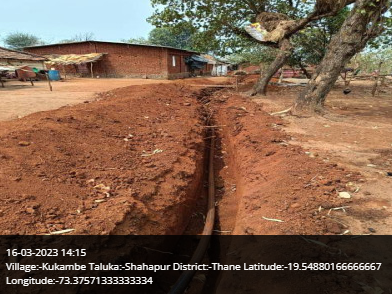 16-03-2023 14:15
Village:-Kukambe Taluka:-Shahapur District:-Thane Latitude:-19.54880166666667
Longitude:-73.37571333333334